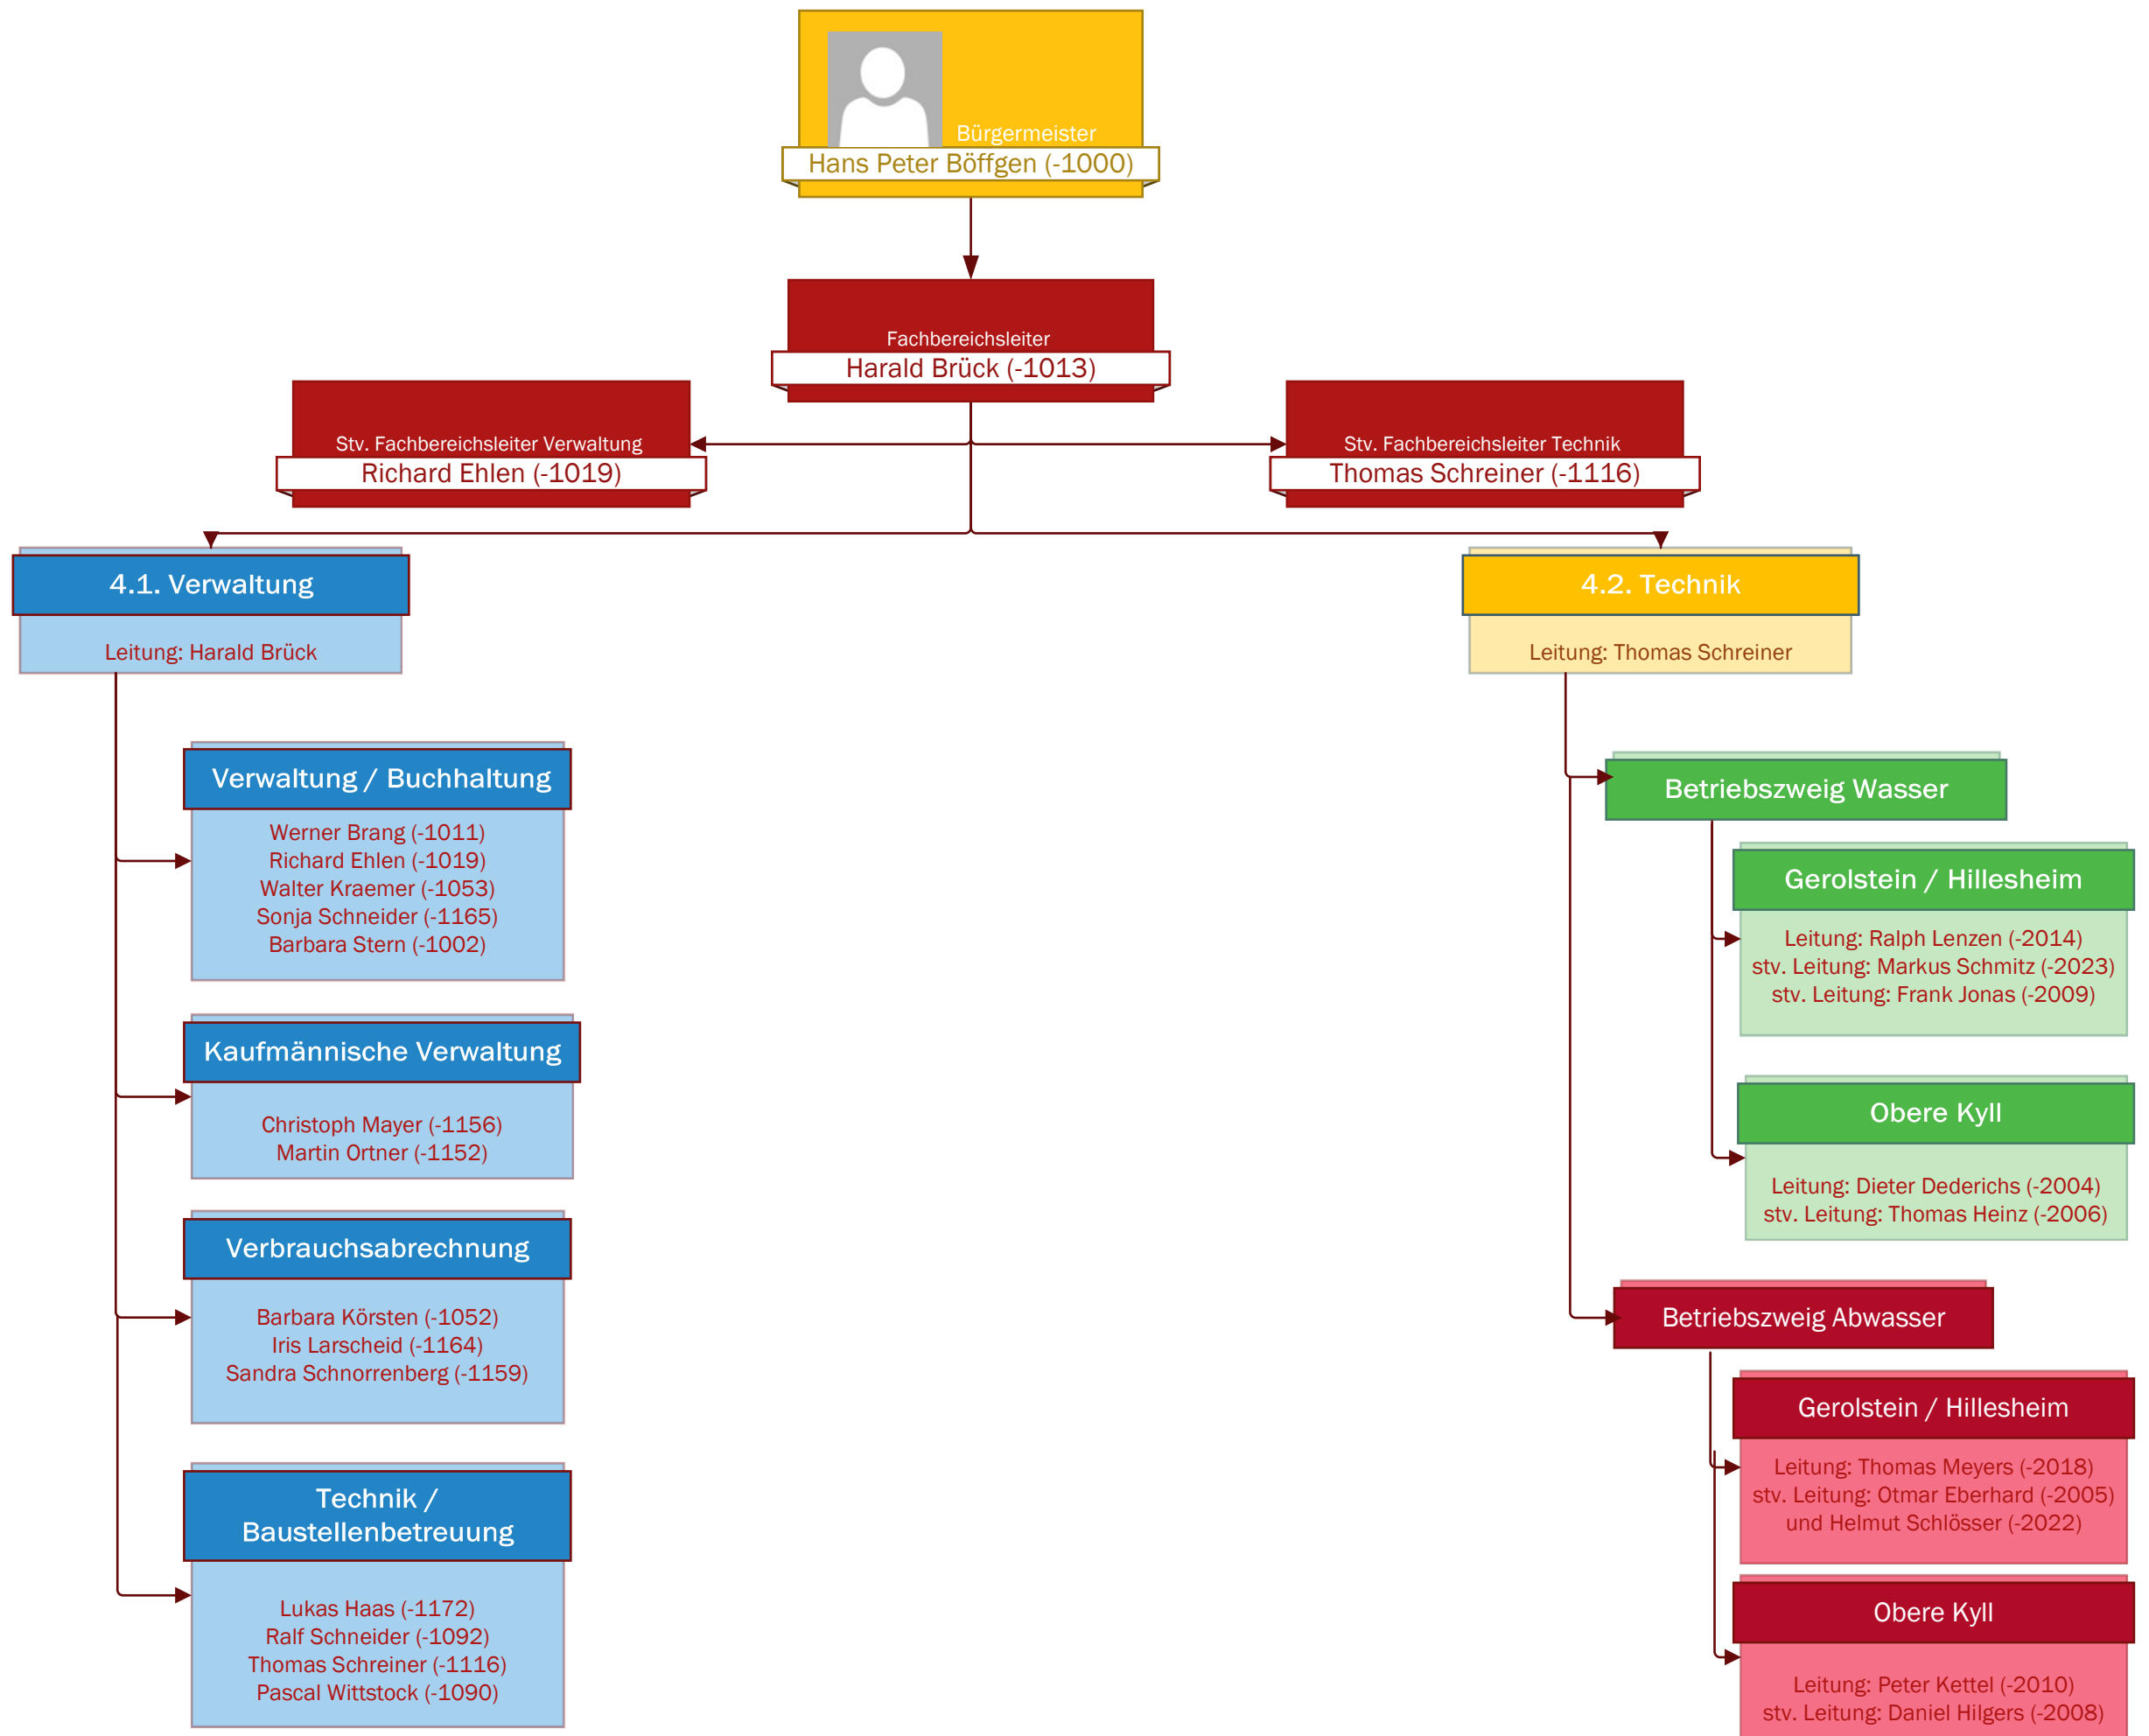 Bürgermeister
Hans Peter Böffgen (-1000)
Fachbereichsleiter
Harald Brück (-1013)
Stv. Fachbereichsleiter Verwaltung
Richard Ehlen (-1019)
Stv. Fachbereichsleiter Technik
Thomas Schreiner (-1116)
4.1. Verwaltung
Leitung: Harald Brück
Verwaltung / Buchhaltung
Werner Brang (-1011)
Richard Ehlen (-1019)
Walter Kraemer (-1053)
Sonja Schneider (-1165)
Barbara Stern (-1002)
Kaufmännische Verwaltung
Christoph Mayer (-1156)
Martin Ortner (-1152)
Verbrauchsabrechnung
Barbara Körsten (-1052)
Iris Larscheid (-1164)
Sandra Schnorrenberg (-1159)
Technik /
Baustellenbetreuung
Lukas Haas (-1172)
Ralf Schneider (-1092)
Thomas Schreiner (-1116)
Pascal Wittstock (-1090)
4.2. Technik
Leitung: Thomas Schreiner
Betriebszweig Wasser
Gerolstein / Hillesheim
Leitung: Ralph Lenzen (-2014)
stv. Leitung: Markus Schmitz (-2023)
stv. Leitung: Frank Jonas (-2009)
Obere Kyll
Leitung: Dieter Dederichs (-2004)
stv. Leitung: Thomas Heinz (-2006)
Betriebszweig Abwasser
Gerolstein / Hillesheim
Leitung: Thomas Meyers (-2018)
stv. Leitung: Otmar Eberhard (-2005)
und Helmut Schlösser (-2022)
Obere Kyll
Leitung: Peter Kettel (-2010)
stv. Leitung: Daniel Hilgers (-2008)